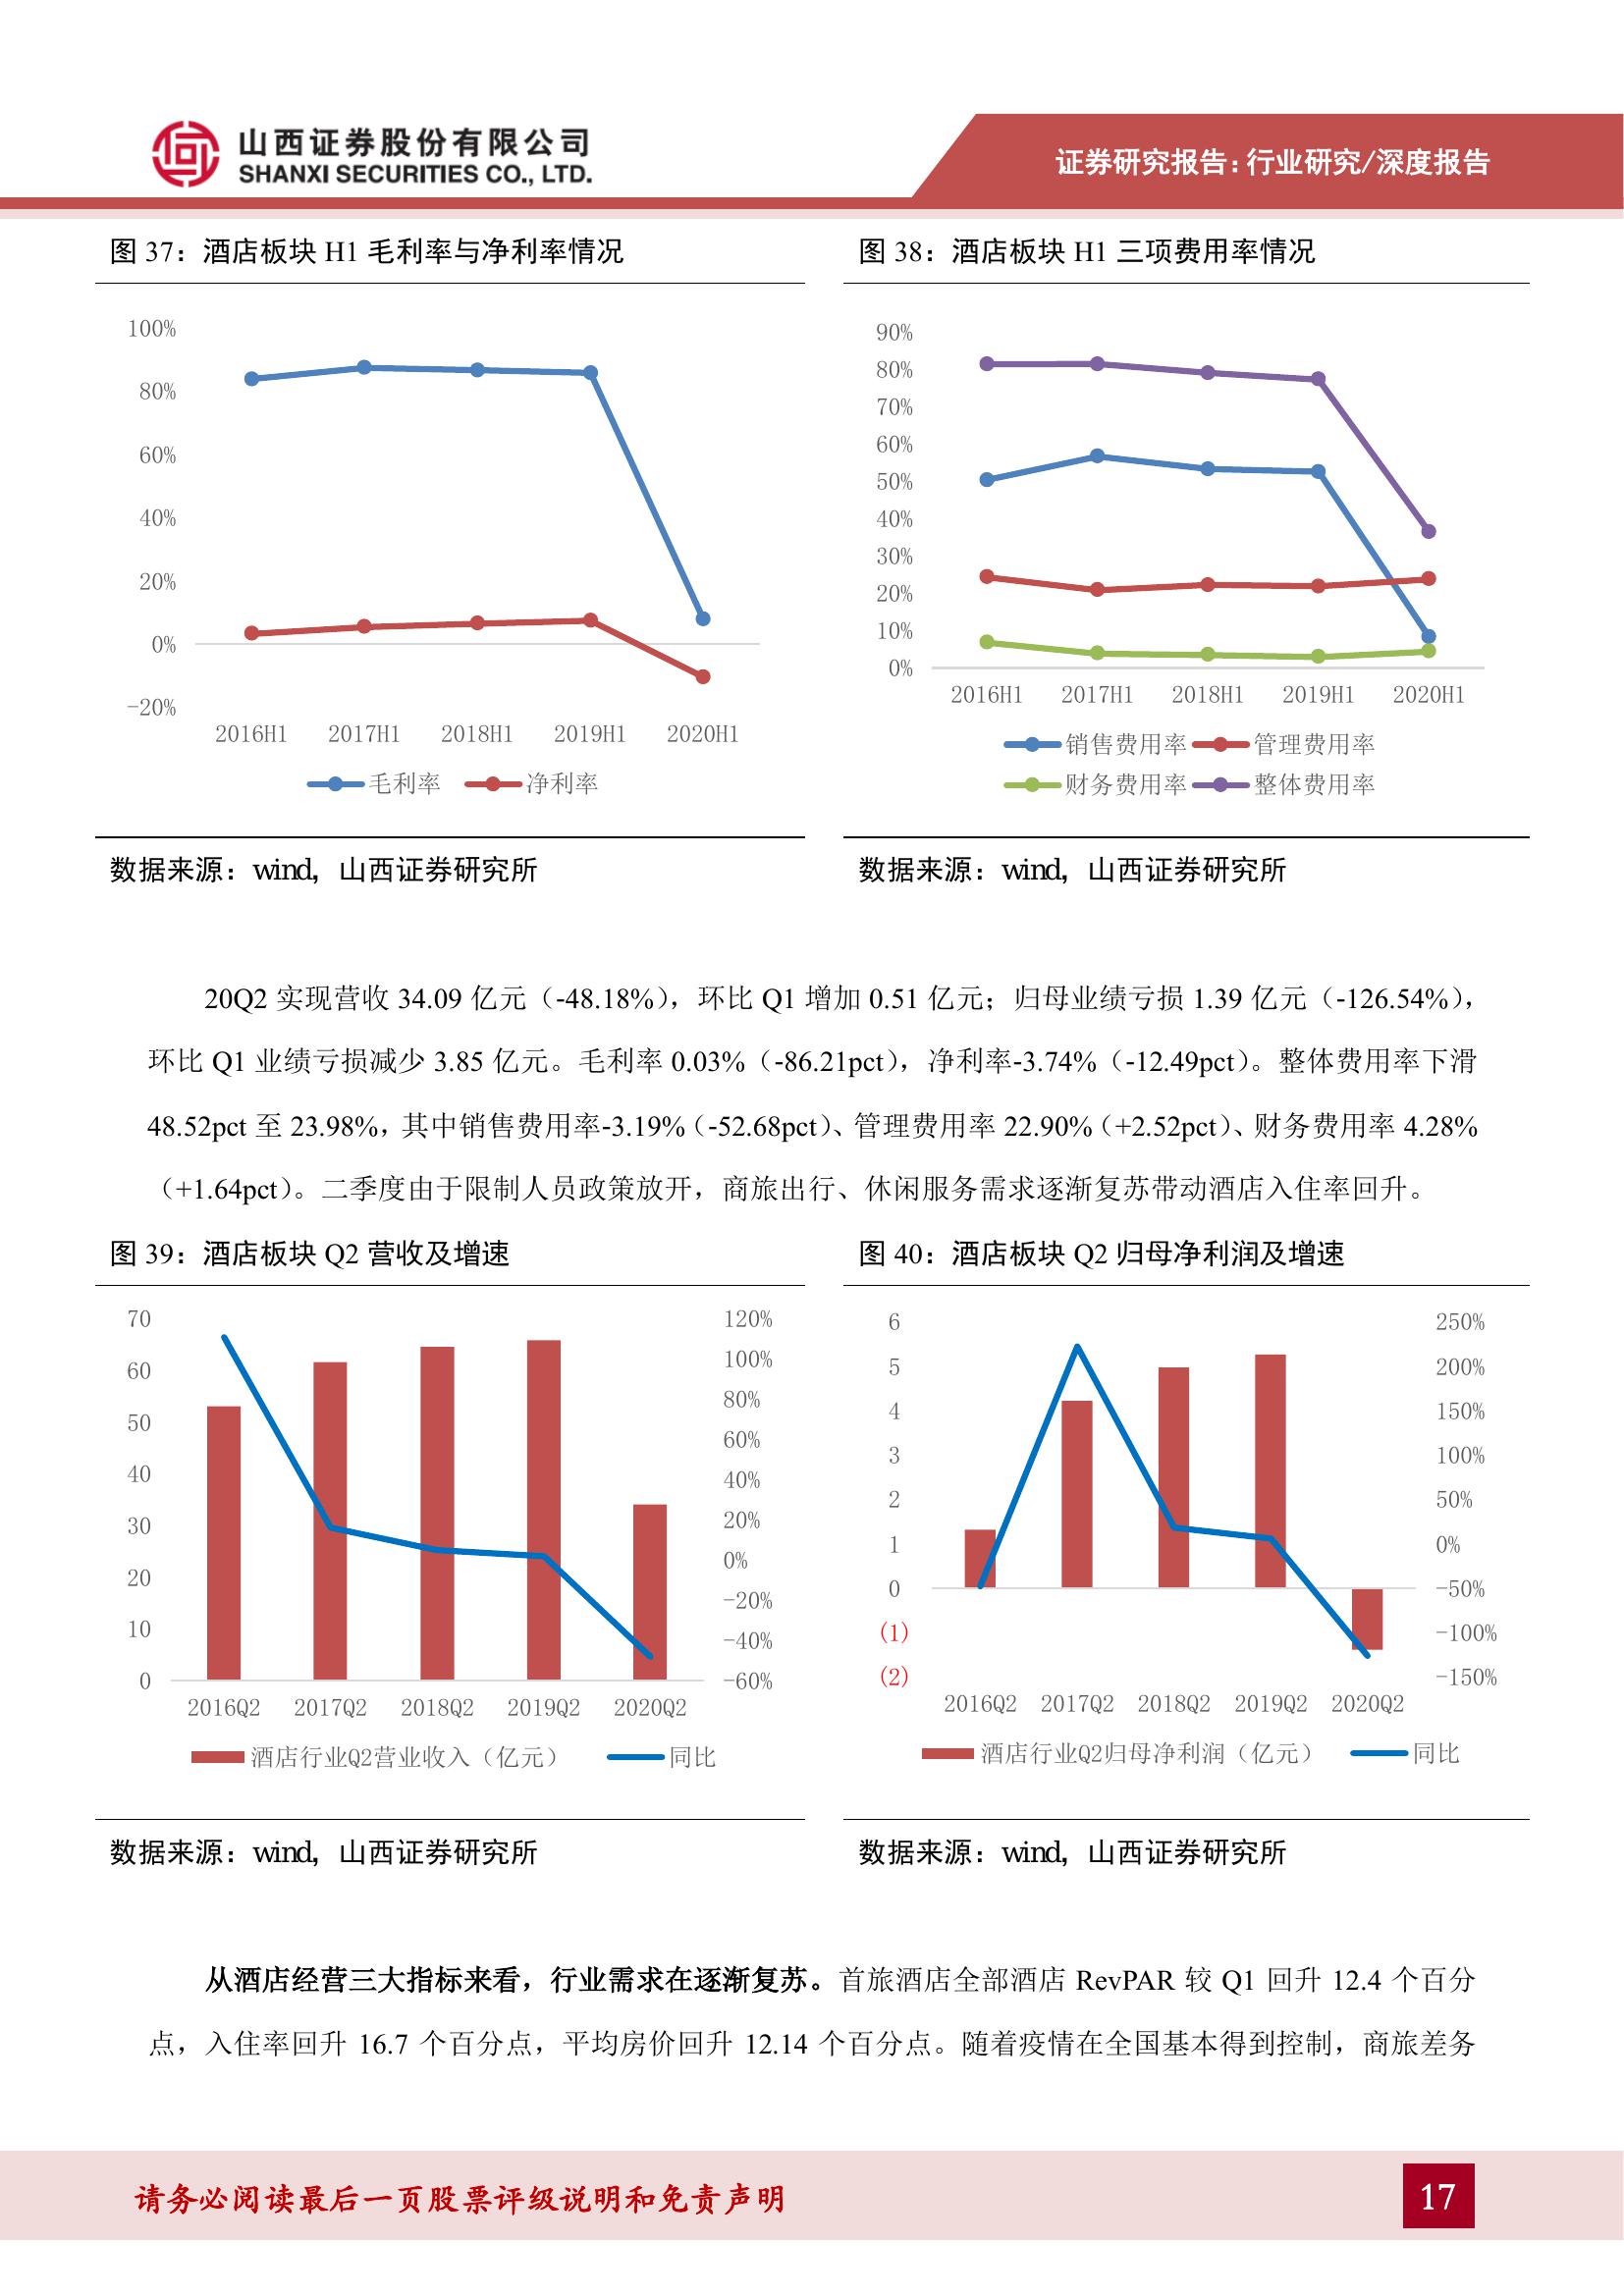 山西证券股份有限公司
SHANXI SECURITIES CO., LTD.
证券研究报告:行业研究/深度报告
图 37：酒店板块 H1 毛利率与净利率情况
100%
80%
60%
40%
20%
0%
-20%
2016H1 2017H1 2018H1 2019H1 2020H1
毛利率 净利率
数据来源：wind，山西证券研究所
图 38：酒店板块 H1 三项费用率情况
90%
80%
70%
60%
50%
40%
30%
20%
10%
0%
2016H1 2017H1 2018H1 2019H1 2020H1
销售费用率 管理费用率
财务费用率 整体费用率
数据来源：wind，山西证券研究所
20Q2 实现营收 34.09 亿元（-48.18%），环比 Q1 增加 0.51 亿元；归母业绩亏损 1.39 亿元（-126.54%），
环比 Q1 业绩亏损减少 3.85 亿元。毛利率 0.03%（-86.21pct），净利率-3.74%（-12.49pct）。整体费用率下滑
48.52pct 至 23.98%，其中销售费用率-3.19%（-52.68pct）、管理费用率 22.90%（+2.52pct）、财务费用率 4.28%
（+1.64pct）。二季度由于限制人员政策放开，商旅出行、休闲服务需求逐渐复苏带动酒店入住率回升。
图 39：酒店板块 Q2 营收及增速
70
60
50
40
30
20
10
0
120%
100%
80%
60%
40%
20%
0%
-20%
-40%
-60%
2016Q2 2017Q2 2018Q2 2019Q2 2020Q2
酒店行业Q2营业收入（亿元） 同比
数据来源：wind，山西证券研究所
图 40：酒店板块 Q2 归母净利润及增速
6
5
4
3
2
1
0
(1)
(2)
250%
200%
150%
100%
50%
0%
-50%
-100%
-150%
2016Q2 2017Q2 2018Q2 2019Q2 2020Q2
酒店行业Q2归母净利润（亿元） 同比
数据来源：wind，山西证券研究所
从酒店经营三大指标来看，行业需求在逐渐复苏。首旅酒店全部酒店 RevPAR 较 Q1 回升 12.4 个百分
点，入住率回升 16.7 个百分点，平均房价回升 12.14 个百分点。随着疫情在全国基本得到控制，商旅差务
请务必阅读最后一页股票评级说明和免责声明
17